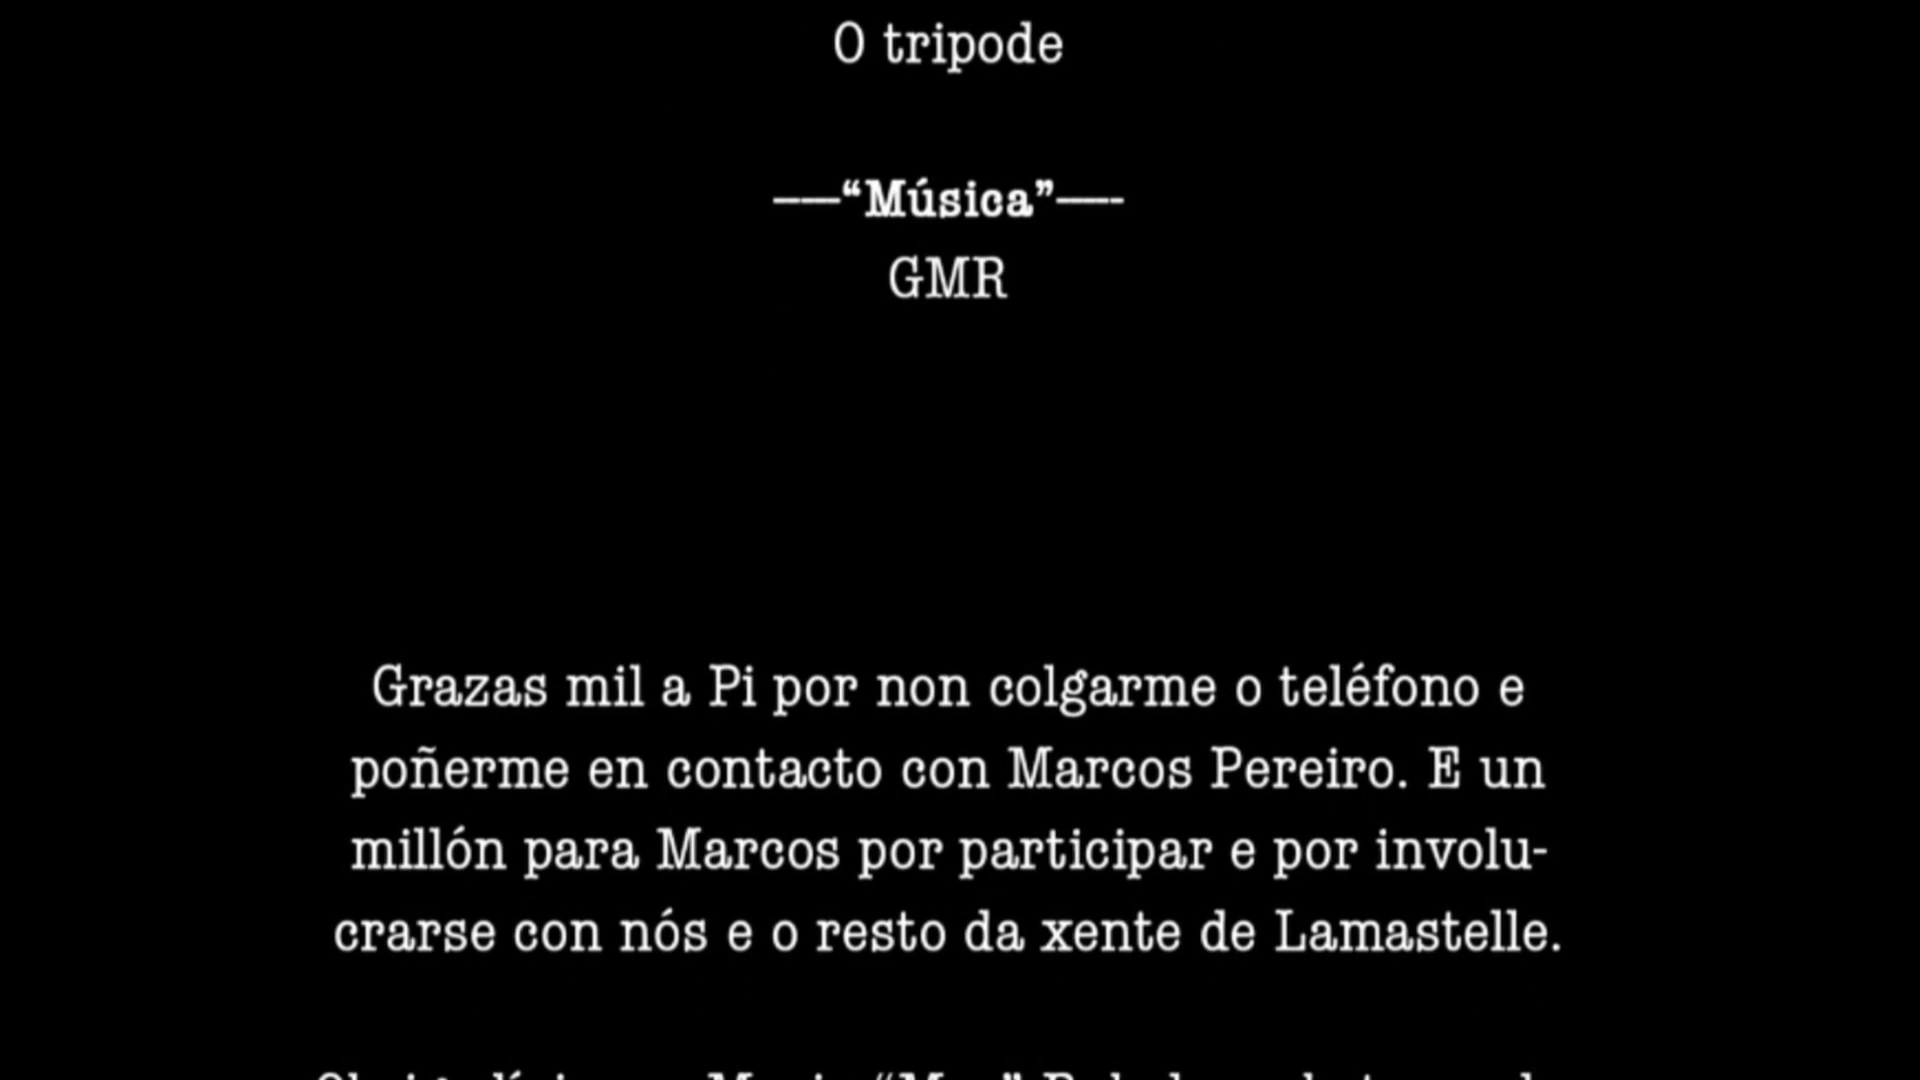 O tripode
—–“Música”—-
GMR
Grazas mil a Pi por non colgarme o teléfono e
poñerme en contacto con Marcos Pereiro. E un
millón para Marcos por participar e por involu-
crarse con nós e o resto da xente de Lamastelle.